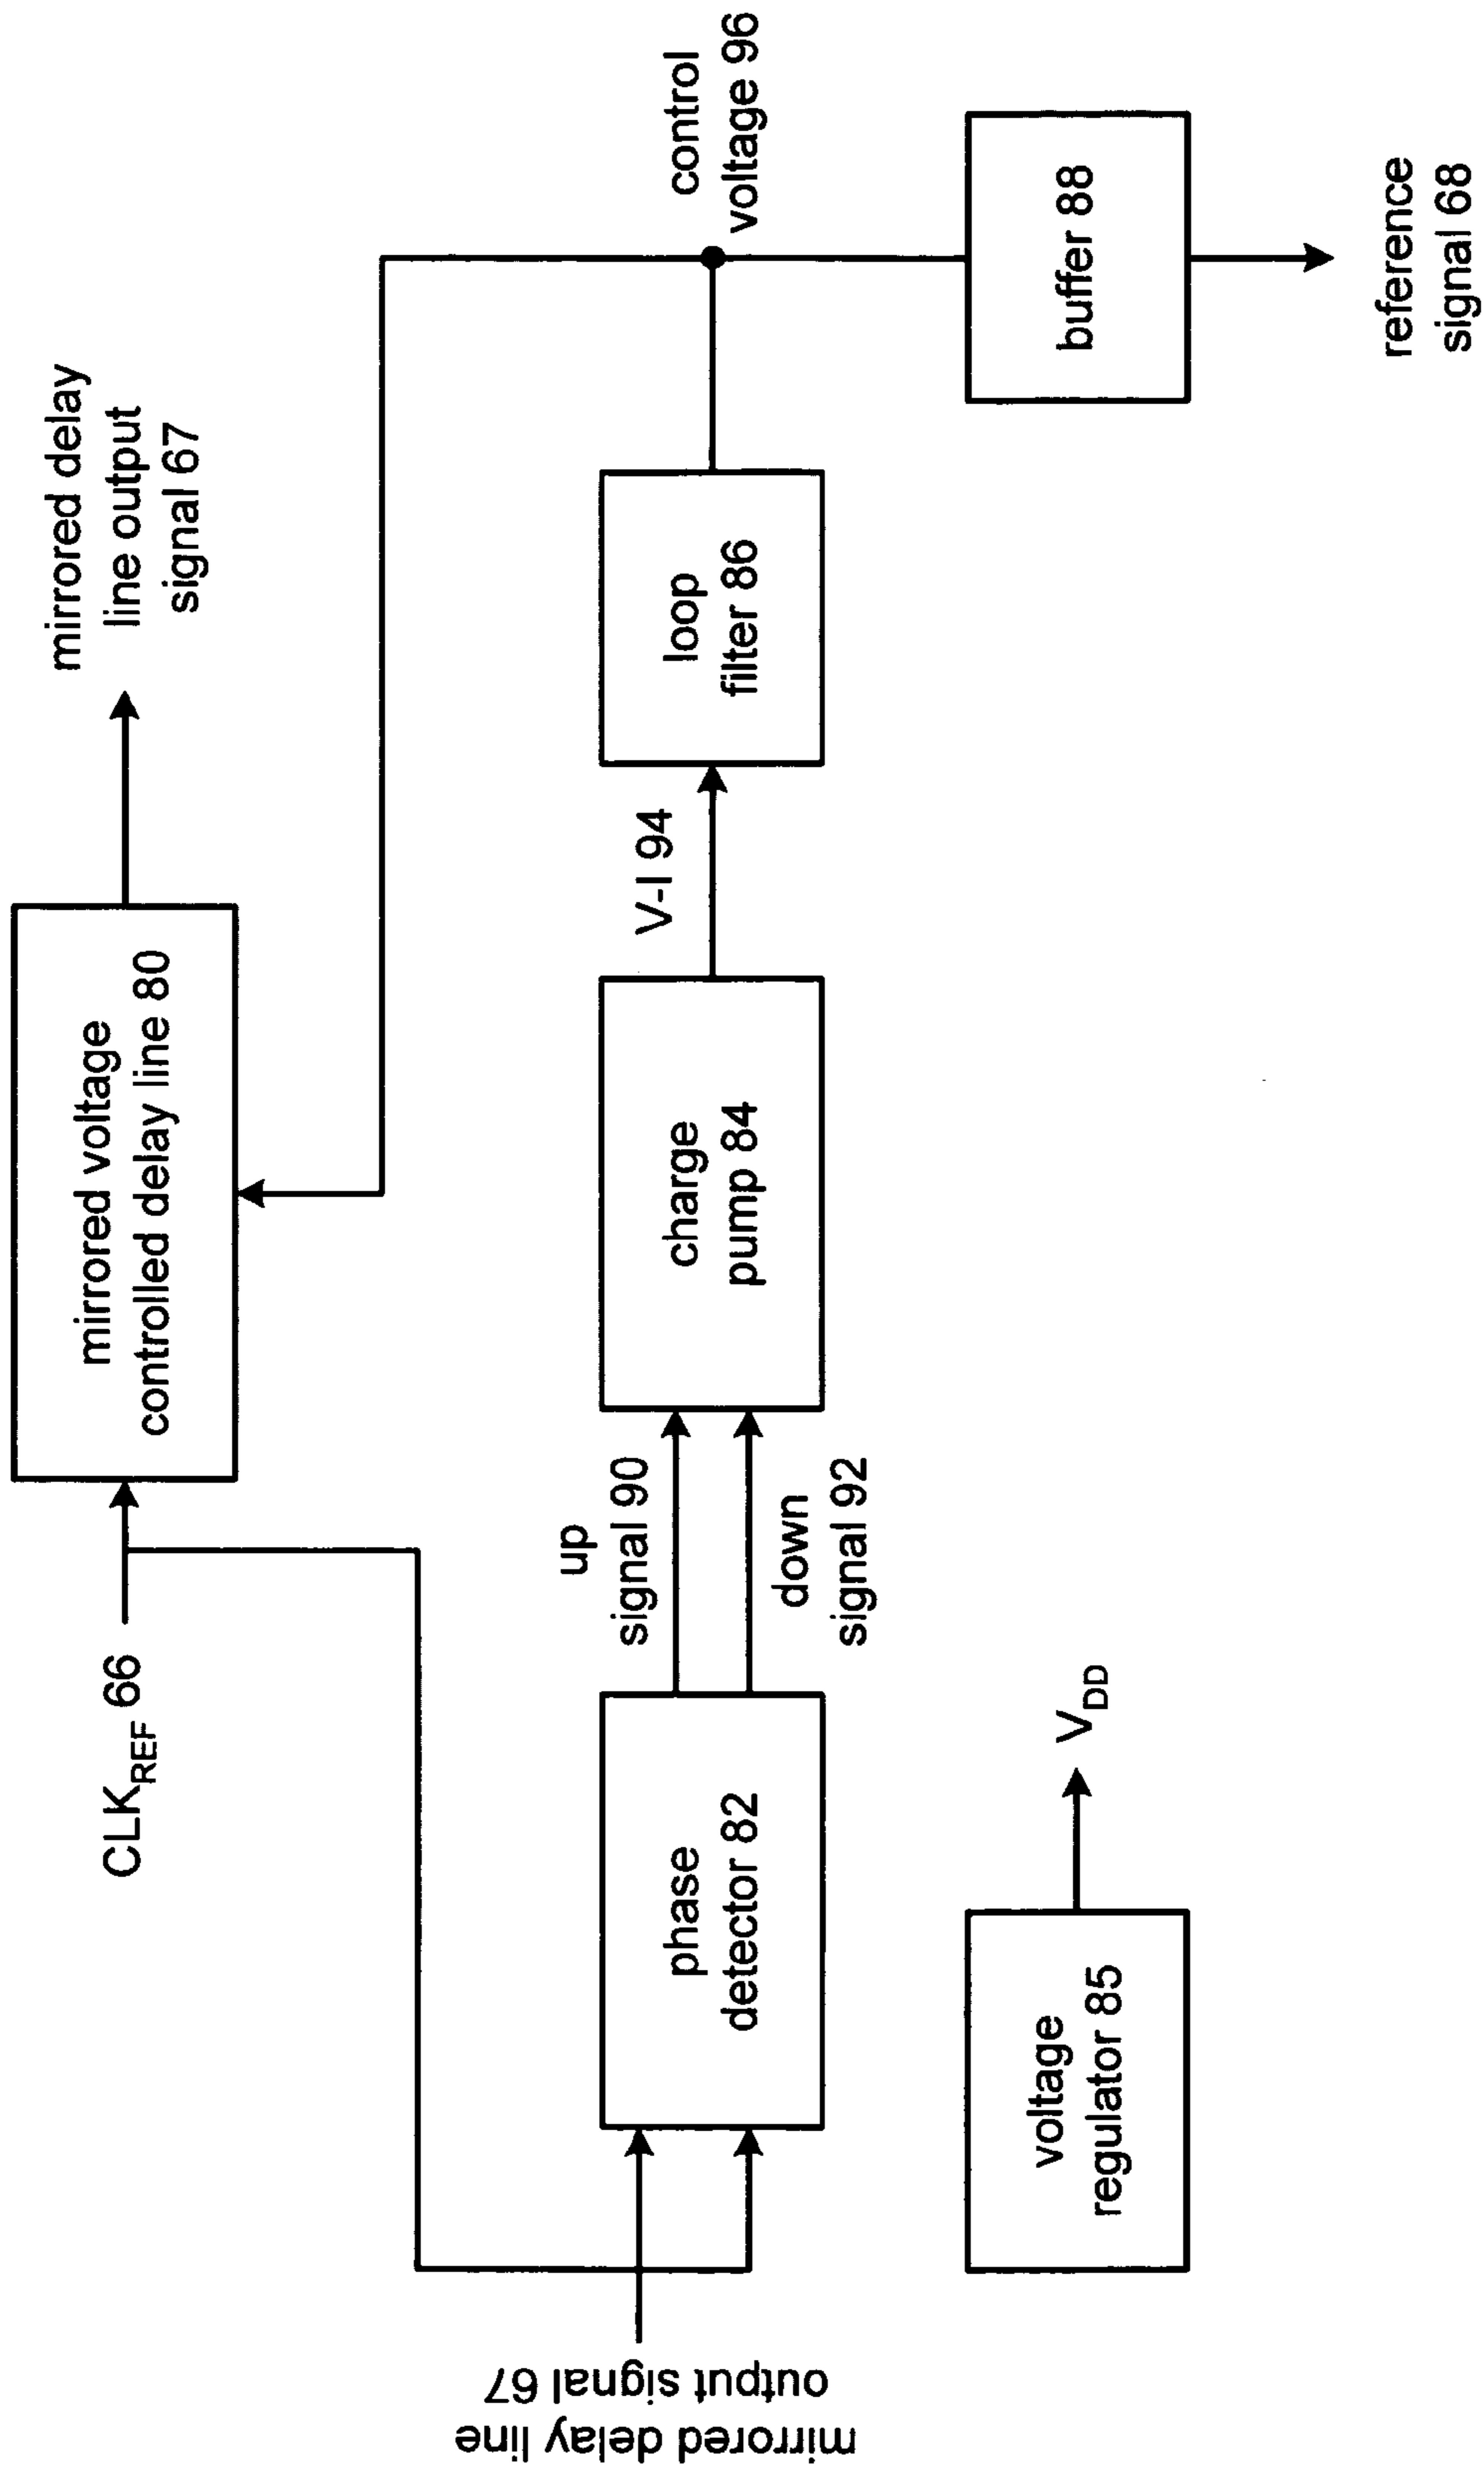 mirrored voltage
controlled delay line 80
mirrored delay
line output
signal 67
CLKREF 66
mirrored delay line
output signal 67
phase
detector 82
up
signal 90
down
signal 92
charge
pump 84
V-I 94
loop
filter 86
control
voltage 96
buffer 88
reference
signal 68
voltage
regulator 85
VDD